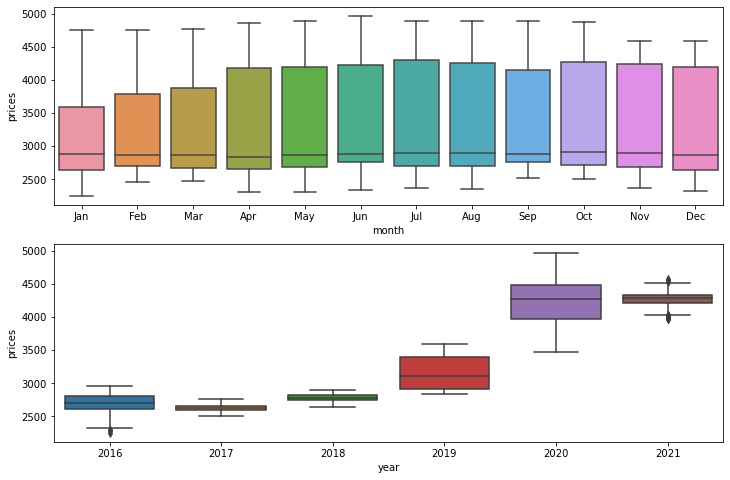 5000
4500
4000
3500
3000
2500
prices
Jan Feb Mar Apr May Jun Jul Aug Sep Oct Nov Dec
month
5000
4500
4000
3500
3000
2500
prices
2016 2017 2018 2019 2020 2021
year